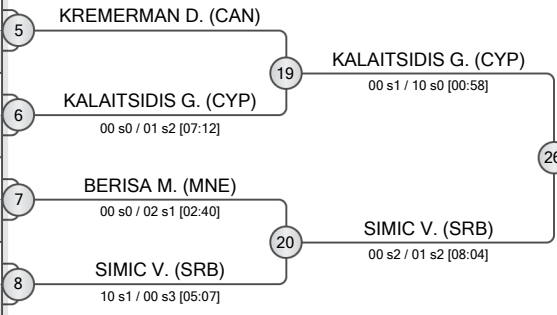 KREMERMAN D. (CAN)
5
19
KALAITSIDIS G. (CYP)
00 s1 / 10 s0 [00:58]
KALAITSIDIS G. (CYP)
6
00 s0 / 01 s2 [07:12]
26
BERISA M. (MNE)
7
00 s0 / 02 s1 [02:40]
20
SIMIC V. (SRB)
00 s2 / 01 s2 [08:04]
SIMIC V. (SRB)
8
10 s1 / 00 s3 [05:07]